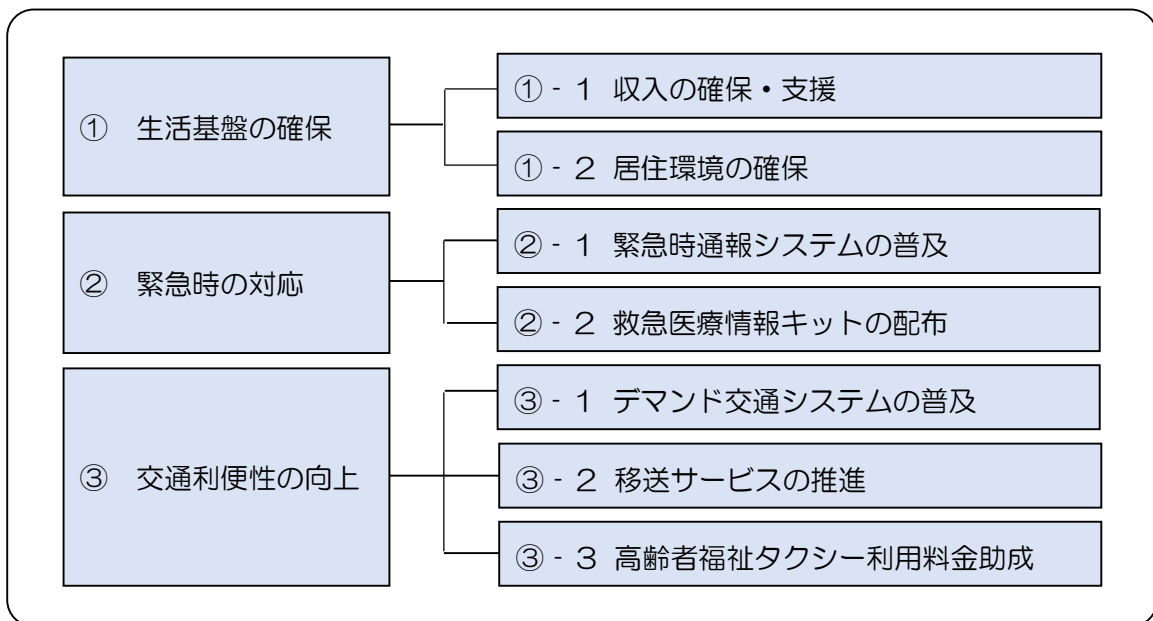 ① 生活基盤の確保
①‐１ 収入の確保・支援
①‐２ 居住環境の確保
② 緊急時の対応
②‐１ 緊急時通報システムの普及
②‐２ 救急医療情報キットの配布
③ 交通利便性の向上
③‐１ デマンド交通システムの普及
③‐２ 移送サービスの推進
③‐３ 高齢者福祉タクシー利用料金助成